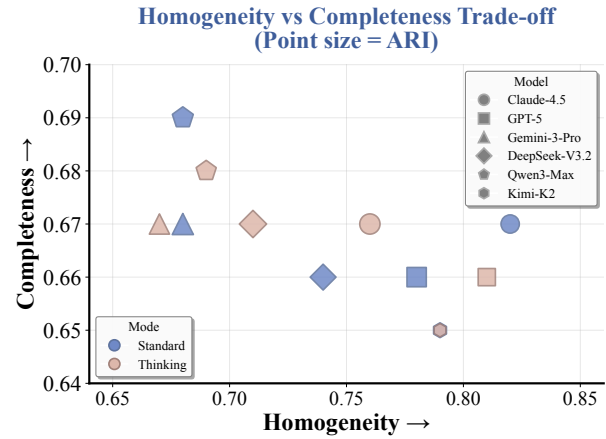 Homogeneity vs Completeness Trade-off
(Point size = ARI)
Completeness →
0.70
0.69
0.68
0.67
0.66
0.65
0.64
Model
Claude-4.5
GPT-5
Gemini-3-Pro
DeepSeek-V3.2
Qwen3-Max
Kimi-K2
Mode
Standard
Thinking
0.65
0.70
0.75
0.80
0.85
Homogeneity →